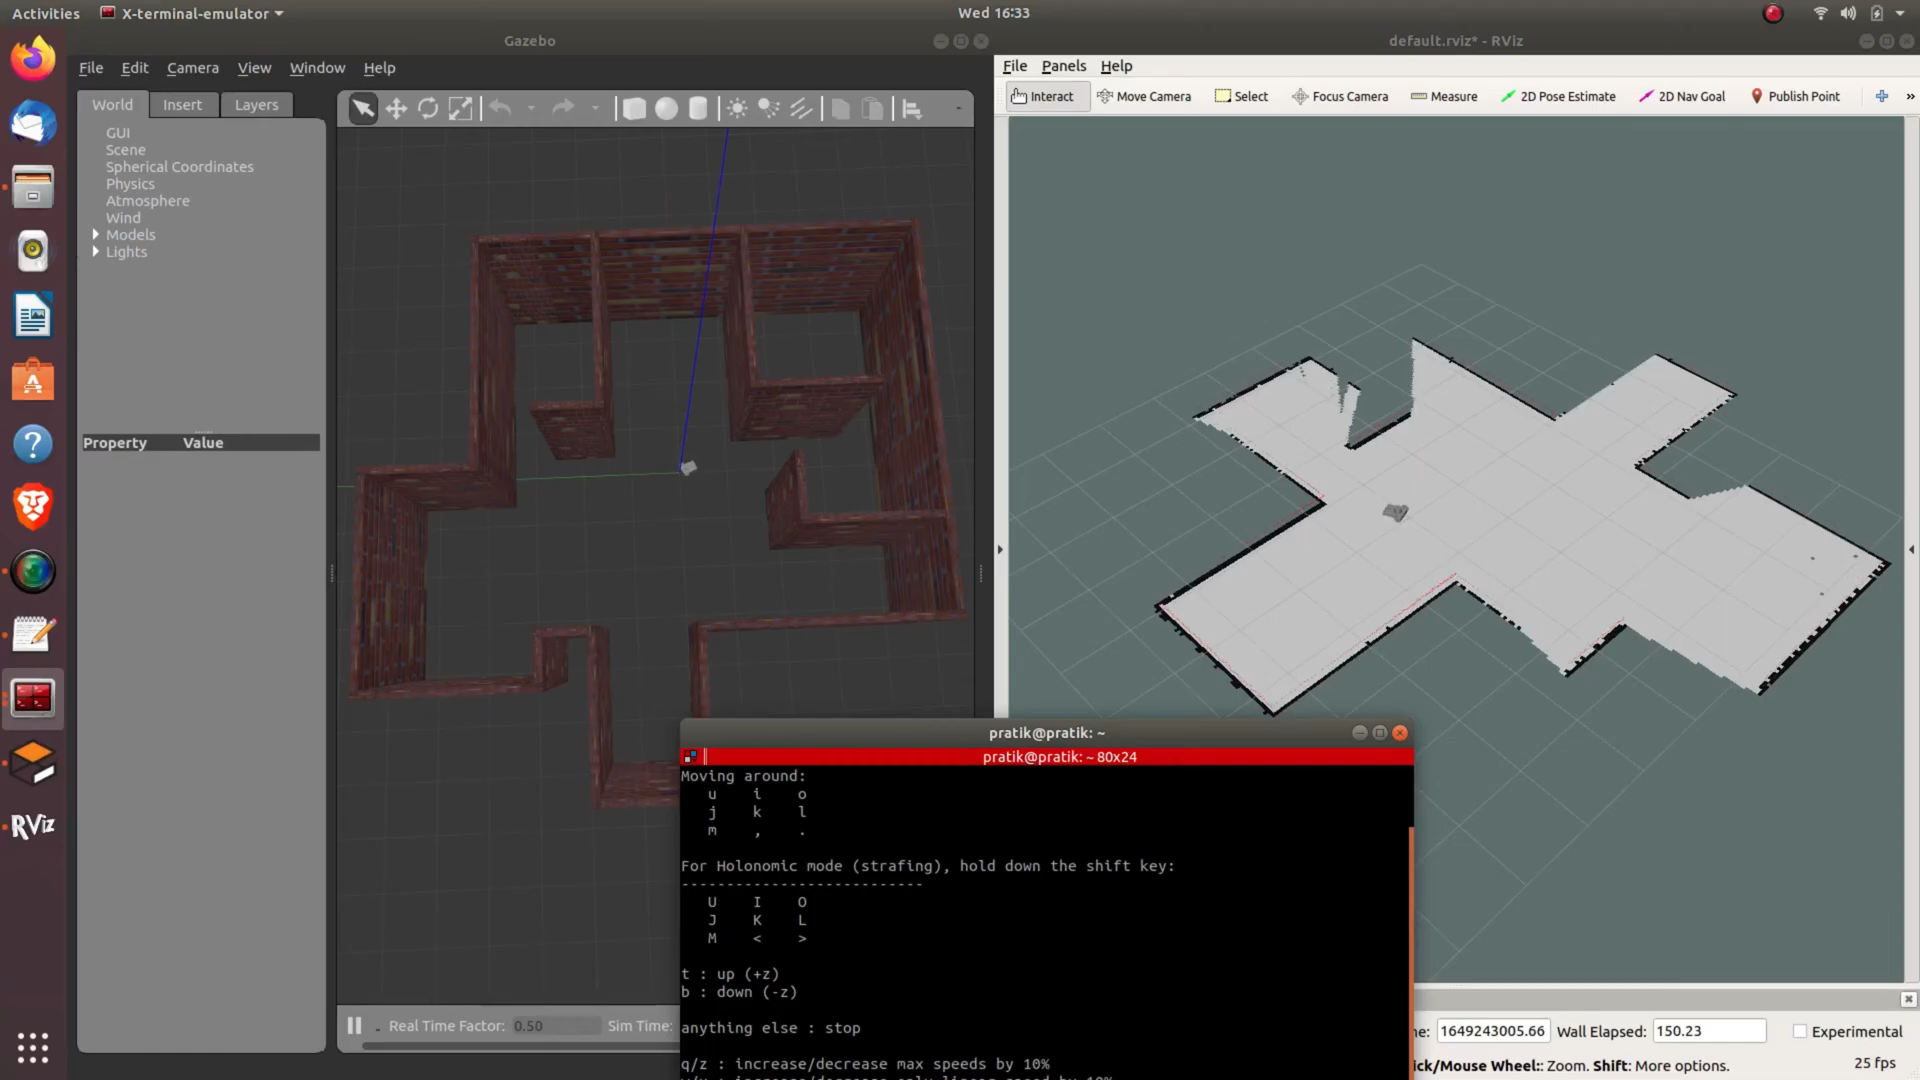 Activities
X-terminal-emulator
Wed 16:33
Gazebo
File Edit Camera View Window Help
World Insert Layers
GUI
Scene
Spherical Coordinates
Physics
Atmosphere
Wind
Models
Lights
Property Value
Real Time Factor: 0.50 Sim Time:
default.rviz* - RViz
File Panels Help
Interact Move Camera Select Focus Camera Measure 2D Pose Estimate 2D Nav Goal Publish Point »
RViz
pratik@pratik: ~
pratik@pratik: ~ 80x24
Moving around:
u i o
j k l
m , .
For Holonomic mode (strafing), hold down the shift key:
---------------------------
U I O
J K L
M < >
t : up (+z)
b : down (-z)
anything else : stop
q/z : increase/decrease max speeds by 10%
1649243005.66 Wall Elapsed: 150.23 Experimental
ick/Mouse Wheel:: Zoom. Shift: More options.
25 fps